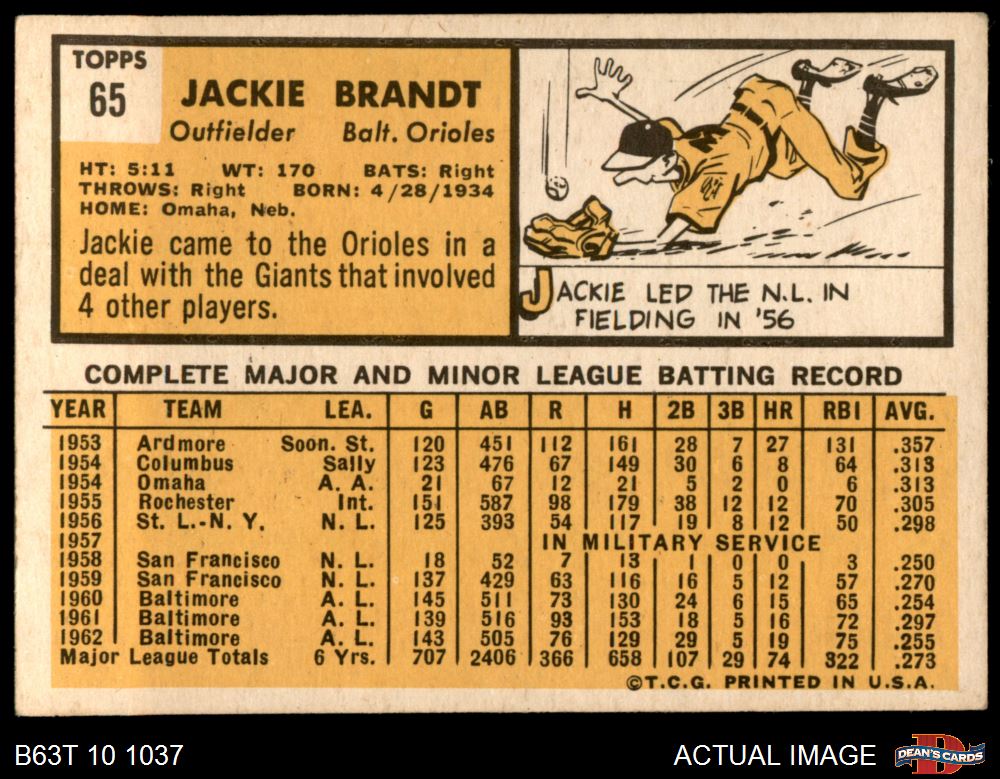 TOPPS
65
JACKIE BRANDT
Outfielder Balt. Orioles
HT: 5:11 WT: 170 BATS: Right
THROWS: Right BORN: 4/28/1934
HOME: Omaha, Neb.
Jackie came to the Orioles in a
deal with the Giants that involved
4 other players.
JACKIE LED THE N.L. IN
FIELDING IN '56
COMPLETE MAJOR AND MINOR LEAGUE BATTING RECORD
YEAR TEAM LEA. G AB R H 2B 3B HR RBI AVG.
1953 Ardmore Soon. St. 120 451 112 161 28 7 27 131 .357
1954 Columbus Sally 123 476 67 149 30 6 8 64 .313
1954 Omaha A. A. 21 67 12 21 5 2 0 6 .313
1955 Rochester Int. 151 587 98 179 38 12 12 70 .305
1956 St. L.-N. Y. N. L. 125 393 54 117 19 8 12 50 .298
1957 IN MILITARY SERVICE
1958 San Francisco N. L. 18 52 7 13 1 0 0 3 .250
1959 San Francisco N. L. 137 429 63 116 16 5 12 57 .270
1960 Baltimore A. L. 145 511 73 130 24 6 15 65 .254
1961 Baltimore A. L. 139 516 93 153 18 5 16 72 .297
1962 Baltimore A. L. 143 505 76 129 29 5 19 75 .255
Major League Totals 6 Yrs. 707 2406 366 658 107 29 74 322 .273
©T.C.G. PRINTED IN U.S.A.
B63T 10 1037 ACTUAL IMAGE DEAN'S CARDS